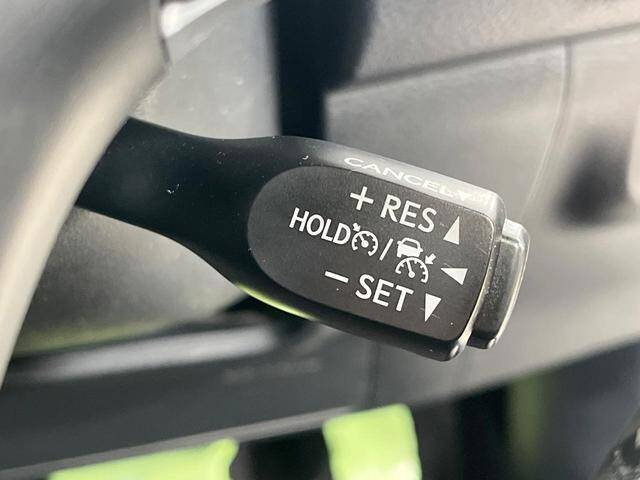 CANCEL
+ RES
HOLD /
− SET